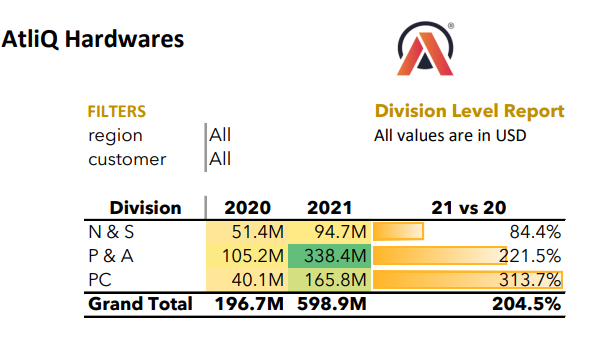 AtliQ Hardwares
®
FILTERS
Division Level Report
region All
All values are in USD
customer All
Division 2020 2021 21 vs 20
N & S 51.4M 94.7M 84.4%
P & A 105.2M 338.4M 221.5%
PC 40.1M 165.8M 313.7%
Grand Total 196.7M 598.9M 204.5%